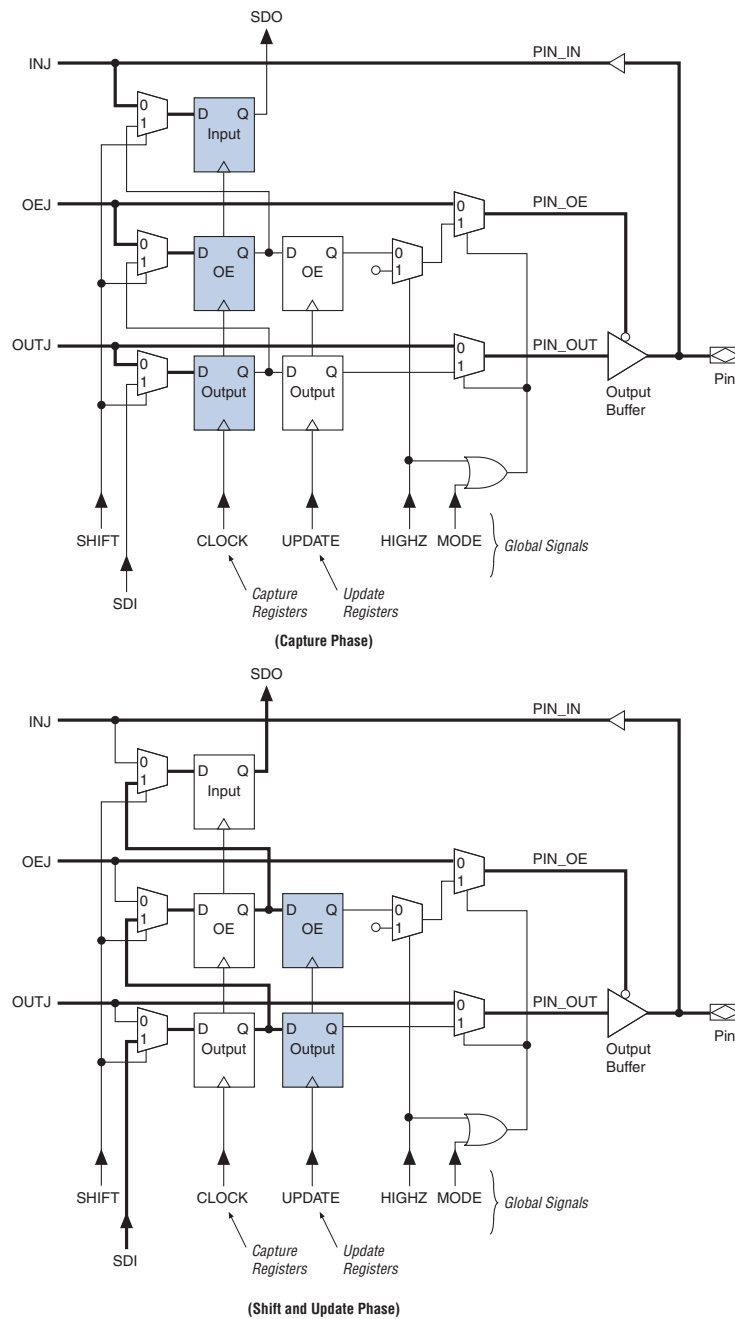 SDO
INJ
PIN_IN
0
1
D Q
Input
OEJ
0
PIN_OE
1
0
1
D Q
OE
D Q
OE
0
1
OUTJ
0
PIN_OUT
1
0
1
D Q
Output
D Q
Output
Pin
Output
Buffer
SHIFT
CLOCK
UPDATE
HIGHZ
MODE
Global Signals
SDI
Capture
Registers
Update
Registers
(Capture Phase)
SDO
INJ
PIN_IN
0
1
D Q
Input
OEJ
0
PIN_OE
1
0
1
D Q
OE
D Q
OE
0
1
OUTJ
0
PIN_OUT
1
0
1
D Q
Output
D Q
Output
Pin
Output
Buffer
SHIFT
CLOCK
UPDATE
HIGHZ
MODE
Global Signals
SDI
Capture
Registers
Update
Registers
(Shift and Update Phase)